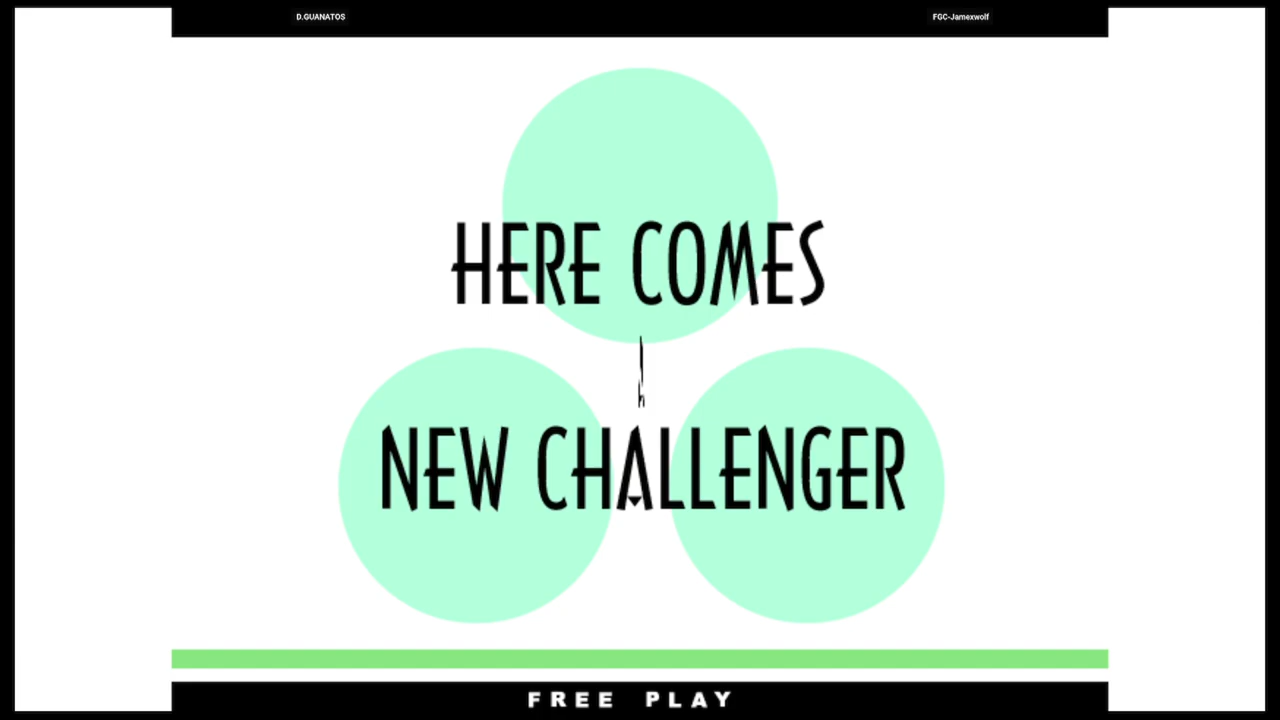 D.GUANATOS
FGC-Jamexwolf
HERE COMES
NEW CHALLENGER
FREE PLAY